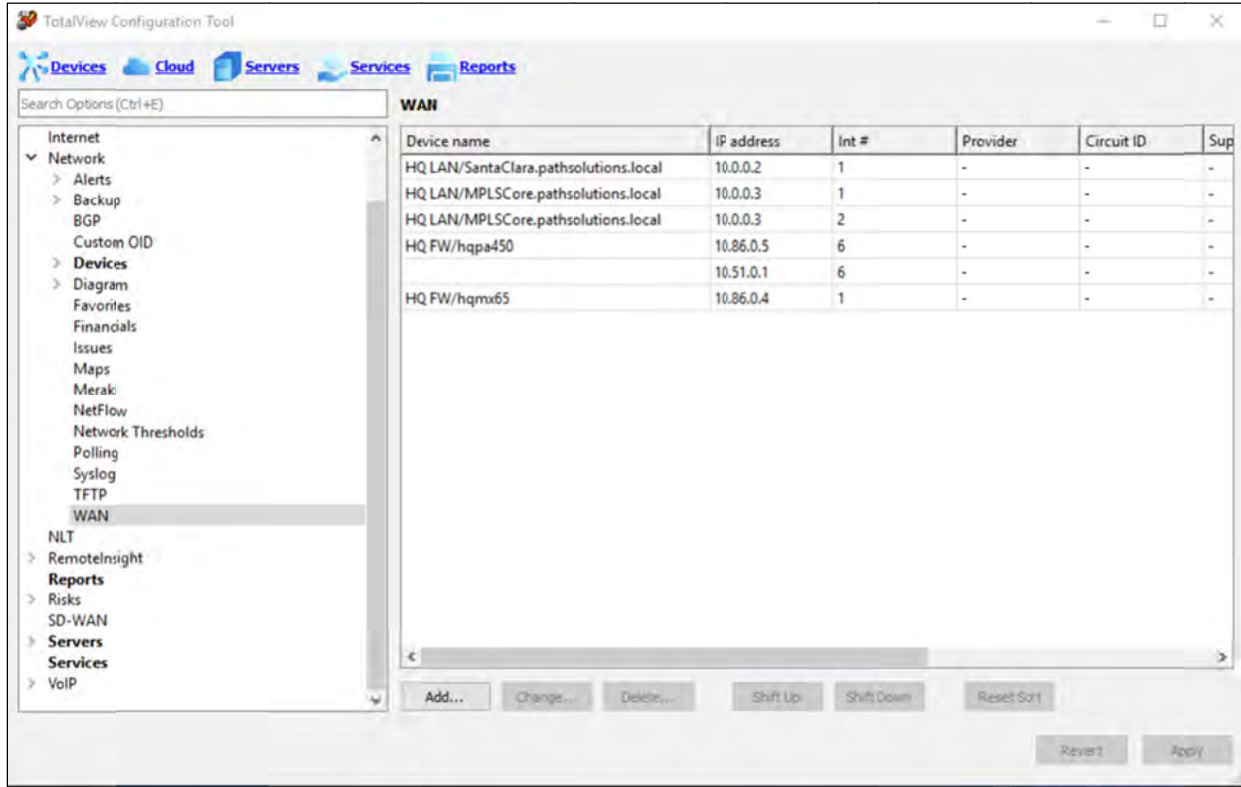 TotalView Configuration Tool
Devices Cloud Servers Services Reports
Search Options (Ctrl+E)
Internet
Network
Alerts
Backup
BGP
Custom OID
Devices
Diagram
Favorites
Financials
Issues
Maps
Meraki
NetFlow
Network Thresholds
Polling
Syslog
TFTP
WAN
NLT
RemoteInsight
Reports
Risks
SD-WAN
Servers
Services
VoIP
WAN
Device name IP address Int # Provider Circuit ID Sup
HQ LAN/SantaClara.pathsolutions.local 10.0.0.2 1 - - -
HQ LAN/MPLSCore.pathsolutions.local 10.0.0.3 1 - - -
HQ LAN/MPLSCore.pathsolutions.local 10.0.0.3 2 - - -
HQ FW/hqpa450 10.86.0.5 6 - - -
10.51.0.1 6 - - -
HQ FW/hqmx65 10.86.0.4 1 - - -
Add... Change... Delete... Shift Up Shift Down Reset Sort
Revert Apply